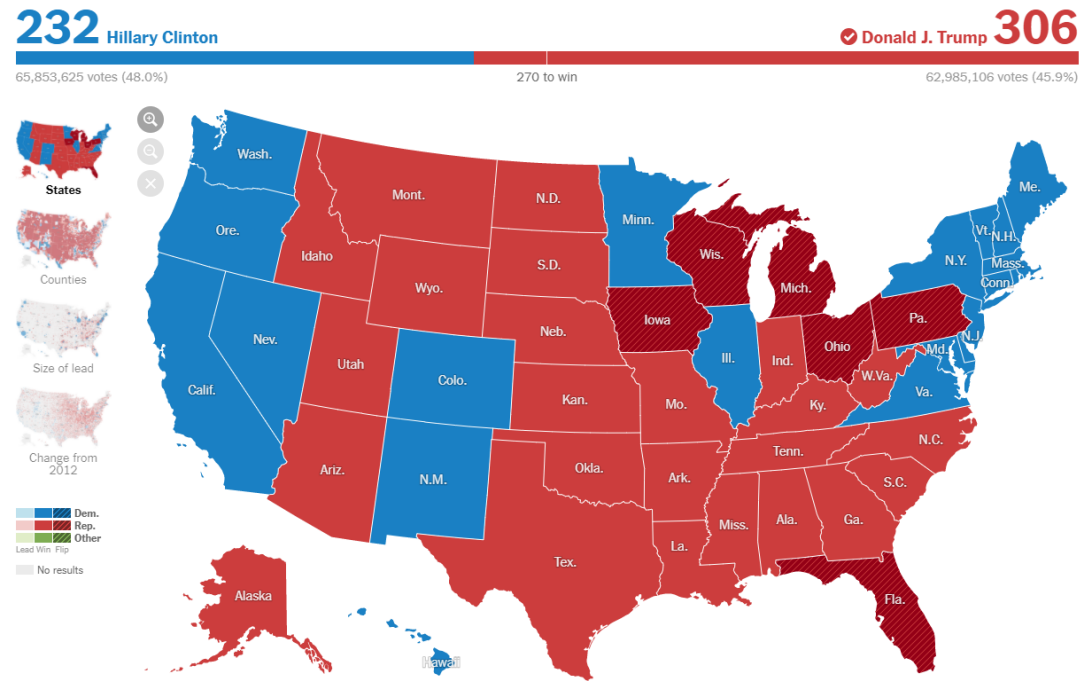 232 Hillary Clinton
Donald J. Trump 306
65,853,625 votes (48.0%)
270 to win
62,985,106 votes (45.9%)
States
Counties
Size of lead
Change from
2012
Dem.
Rep.
Other
Lead Win Flip
No results
Wash.
Ore.
Calif.
Nev.
Idaho
Mont.
Wyo.
Utah
Colo.
Ariz.
N.M.
N.D.
S.D.
Neb.
Kan.
Okla.
Tex.
Minn.
Iowa
Mo.
Ark.
La.
Wis.
Ill.
Mich.
Ind.
Ohio
Ky.
Tenn.
Miss.
Ala.
Ga.
Fla.
S.C.
N.C.
Va.
W.Va.
Md.
Pa.
N.J.
N.Y.
Conn.
Mass.
Vt.
N.H.
Me.
Alaska
Hawaii